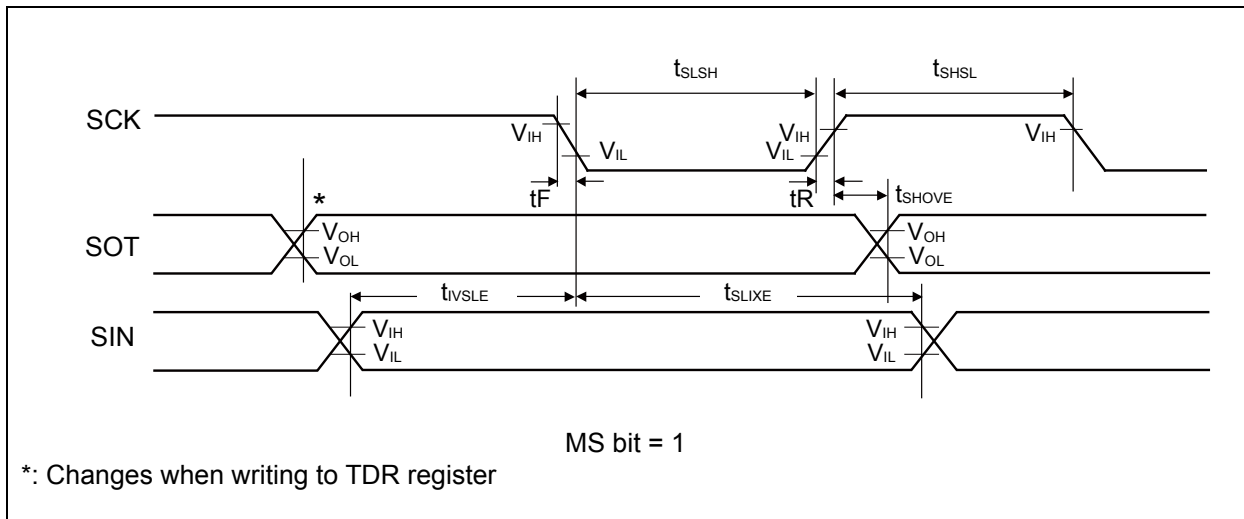 tSLSH
tSHSL
SCK
VIH
VIL
VIH
VIL
VIH
tF
tR
tSHOVE
*
SOT
VOH
VOL
VOH
VOL
tIVSLE
tSLIXE
SIN
VIH
VIL
VIH
VIL
MS bit = 1
*: Changes when writing to TDR register